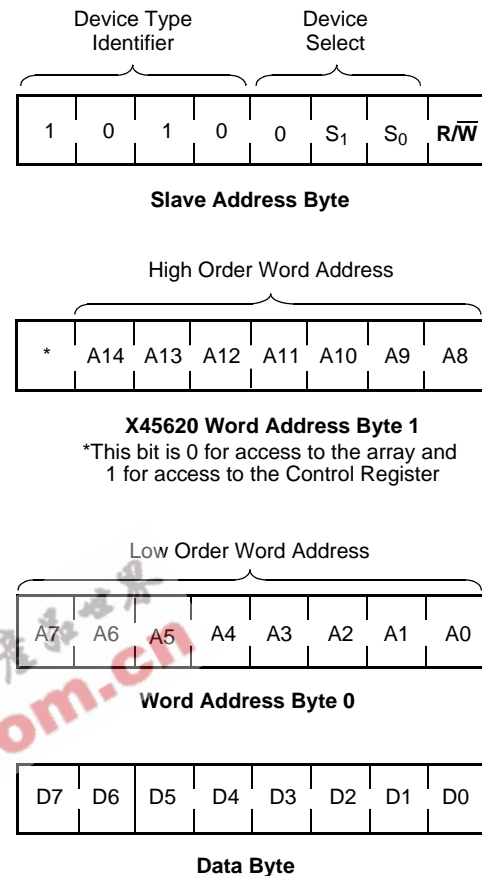 Device Type Device
Identifier Select
1 0 1 0 0 S1 S0 R/W̅
Slave Address Byte
High Order Word Address
* A14 A13 A12 A11 A10 A9 A8
X45620 Word Address Byte 1
*This bit is 0 for access to the array and
1 for access to the Control Register
Low Order Word Address
A7 A6 A5 A4 A3 A2 A1 A0
Word Address Byte 0
D7 D6 D5 D4 D3 D2 D1 D0
Data Byte
om.cn